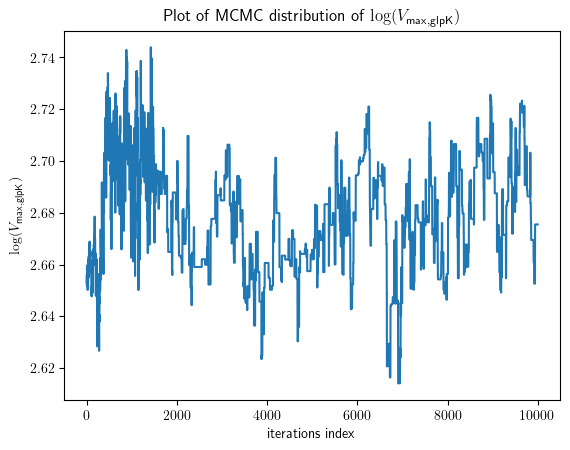 Plot of MCMC distribution of log(V_max,glpK)
log(V_max,glpK)
2.74
2.72
2.70
2.68
2.66
2.64
2.62
0 2000 4000 6000 8000 10000
iterations index